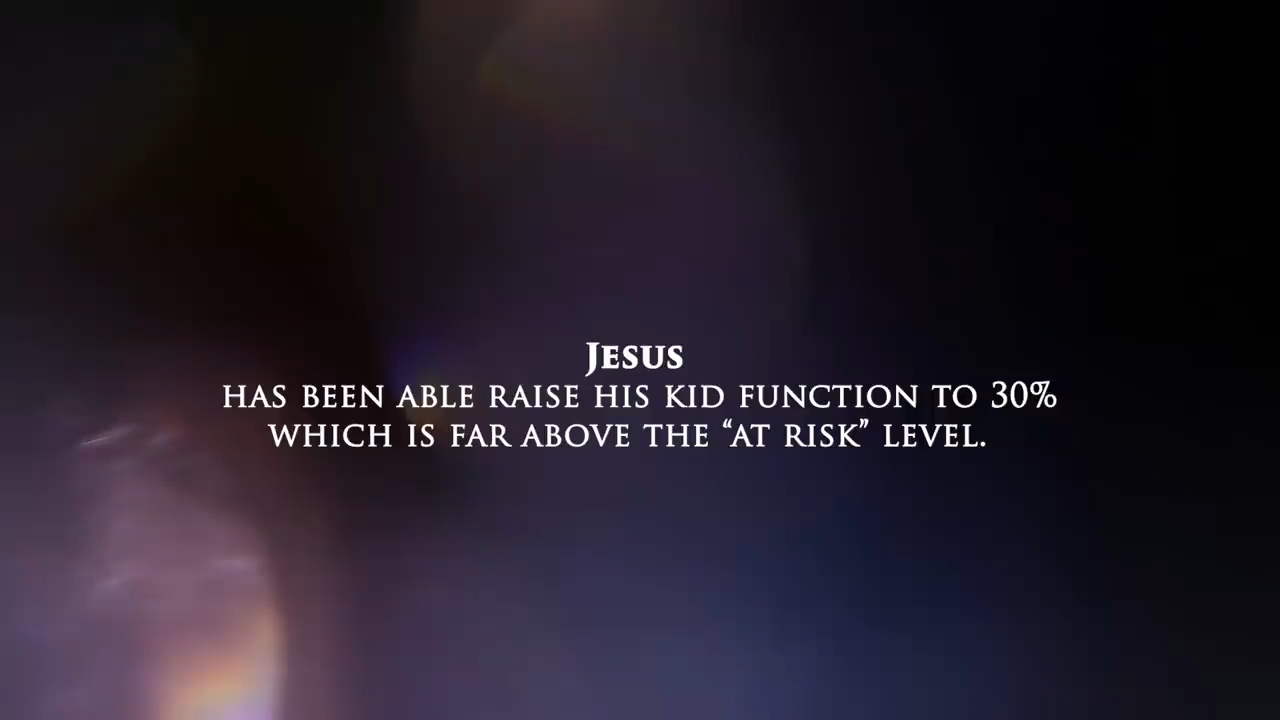 Jesus
has been able raise his kid function to 30%
which is far above the “at risk” level.